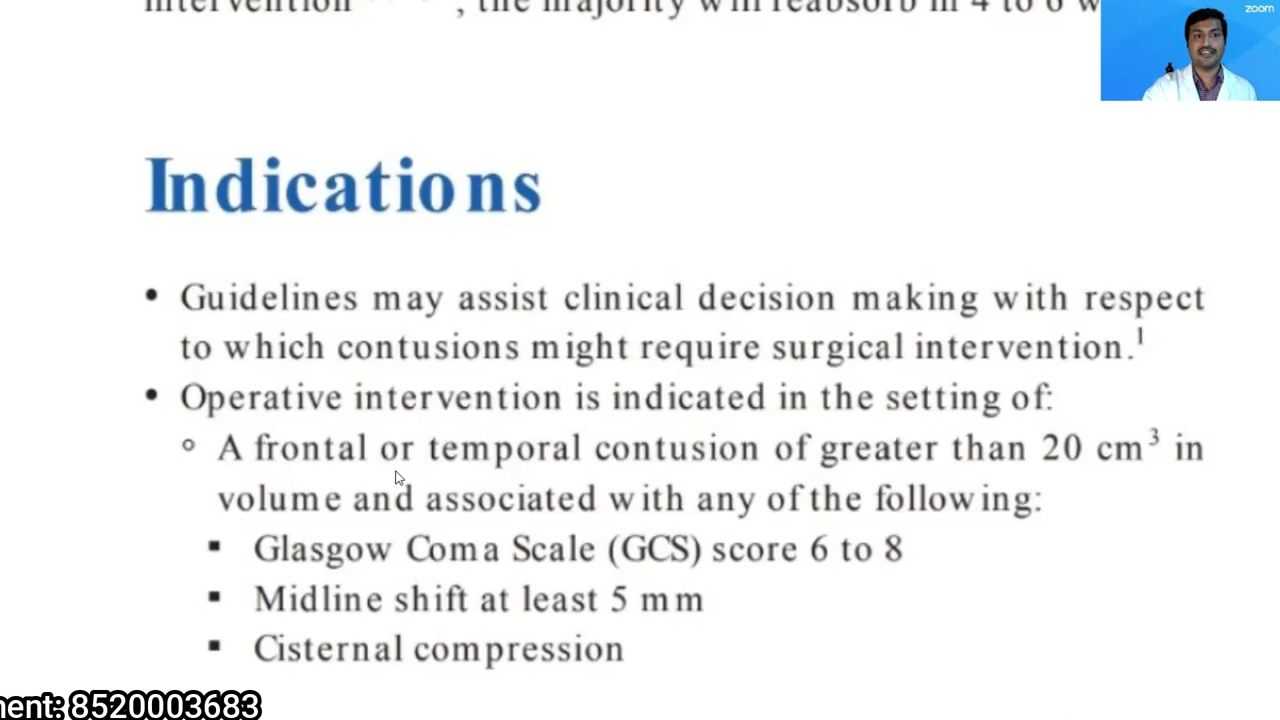 intervention , the majority will reabsorb in 4 to 6 w
zoom
Indications
• Guidelines may assist clinical decision making with respect
to which contusions might require surgical intervention.¹
• Operative intervention is indicated in the setting of:
◦ A frontal or temporal contusion of greater than 20 cm³ in
volume and associated with any of the following:
▪ Glasgow Coma Scale (GCS) score 6 to 8
▪ Midline shift at least 5 mm
▪ Cisternal compression
nent: 8520003683